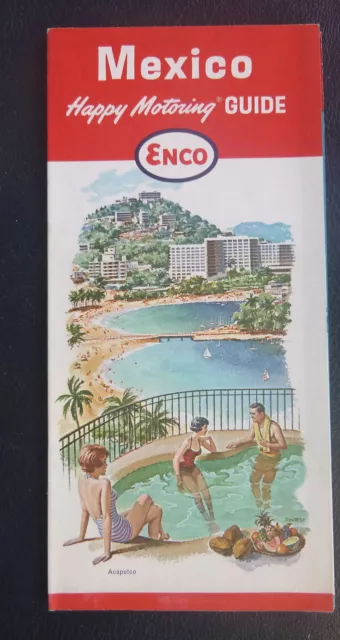 Mexico
Happy Motoring® GUIDE
ENCO
Acapulco